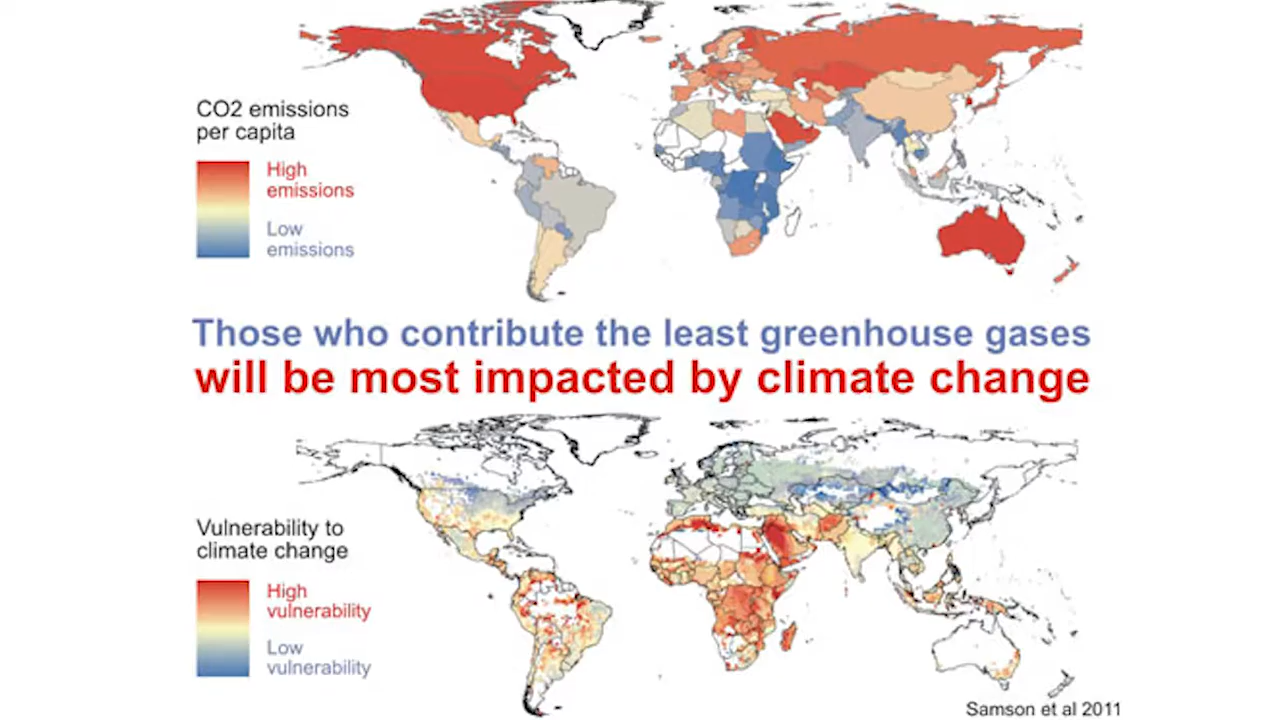 CO2 emissions
per capita
High
emissions
Low
emissions
Those who contribute the least greenhouse gases
will be most impacted by climate change
Vulnerability to
climate change
High
vulnerability
Low
vulnerability
Samson et al 2011